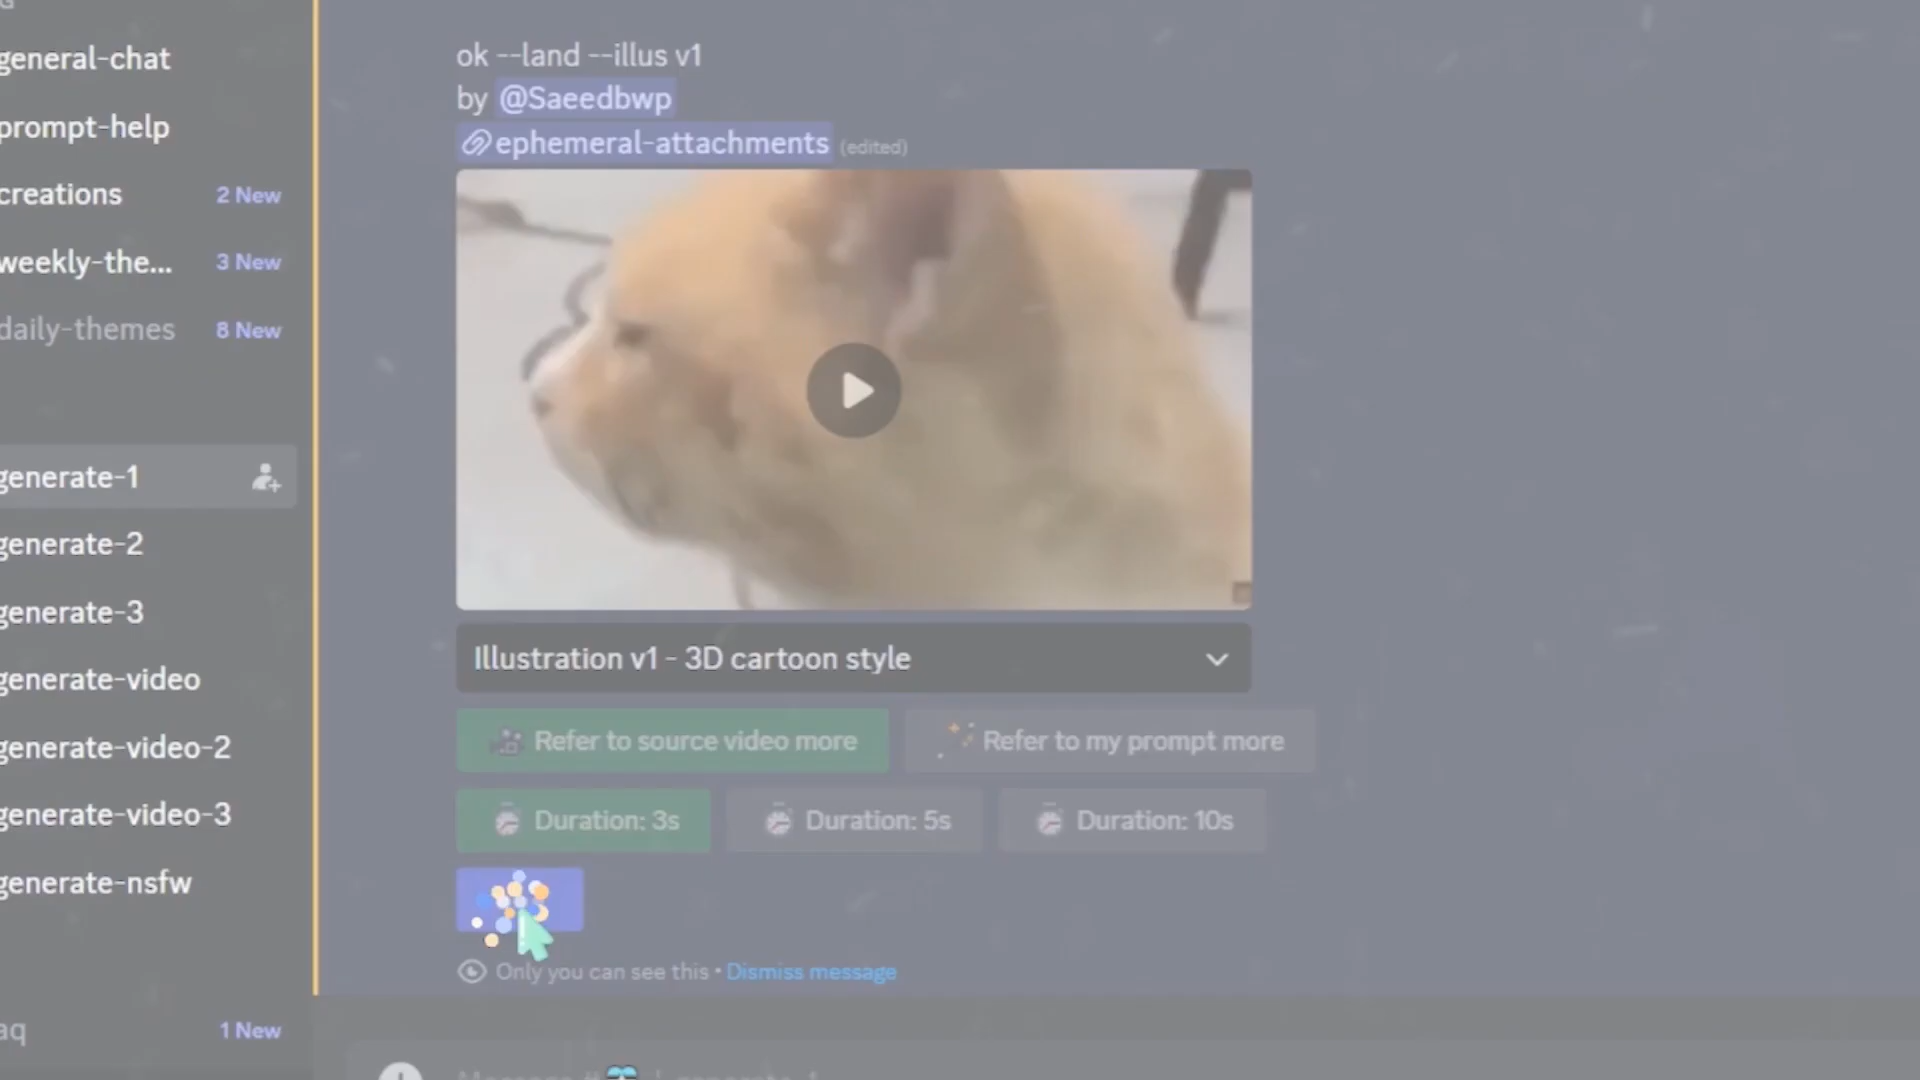 general-chat
prompt-help
creations 2 New
weekly-the... 3 New
daily-themes 8 New
generate-1
generate-2
generate-3
generate-video
generate-video-2
generate-video-3
generate-nsfw
aq 1 New
ok --land --illus v1
by @Saeedbwp
ephemeral-attachments (edited)
Illustration v1 - 3D cartoon style
Refer to source video more
Refer to my prompt more
Duration: 3s
Duration: 5s
Duration: 10s
Only you can see this • Dismiss message